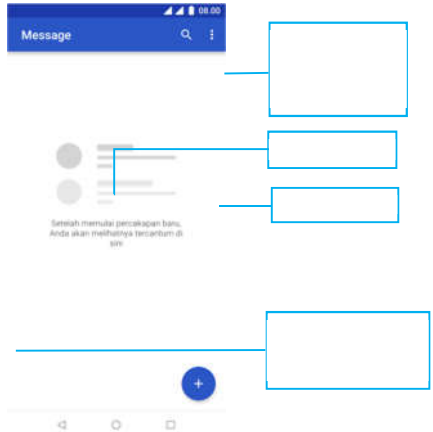 08.00
Message
Setelah memulai percakapan baru,
Anda akan melihatnya tercantum di
sini